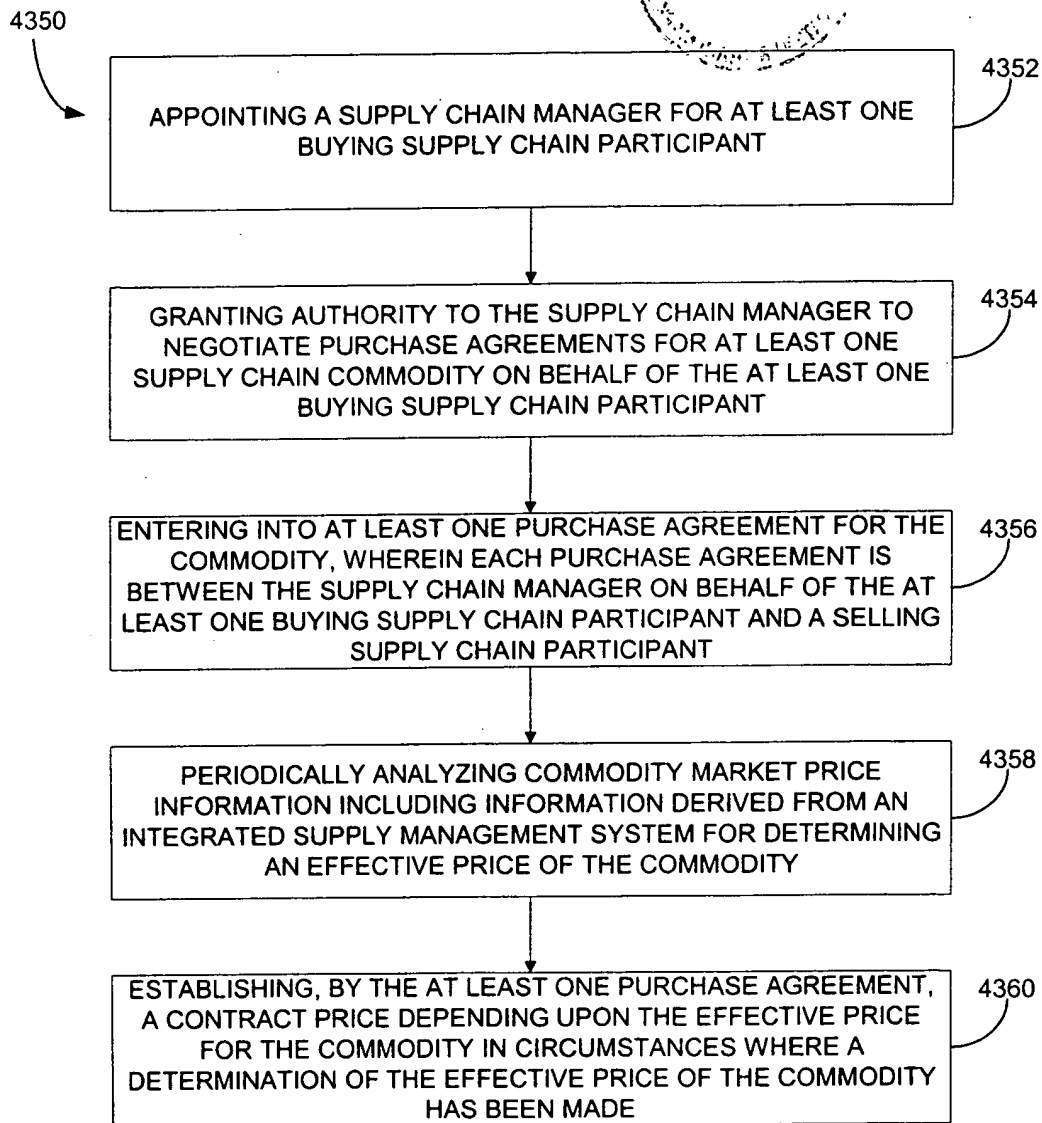 4350
4352
APPOINTING A SUPPLY CHAIN MANAGER FOR AT LEAST ONE
BUYING SUPPLY CHAIN PARTICIPANT
4354
GRANTING AUTHORITY TO THE SUPPLY CHAIN MANAGER TO
NEGOTIATE PURCHASE AGREEMENTS FOR AT LEAST ONE
SUPPLY CHAIN COMMODITY ON BEHALF OF THE AT LEAST ONE
BUYING SUPPLY CHAIN PARTICIPANT
4356
ENTERING INTO AT LEAST ONE PURCHASE AGREEMENT FOR THE
COMMODITY, WHEREIN EACH PURCHASE AGREEMENT IS
BETWEEN THE SUPPLY CHAIN MANAGER ON BEHALF OF THE AT
LEAST ONE BUYING SUPPLY CHAIN PARTICIPANT AND A SELLING
SUPPLY CHAIN PARTICIPANT
4358
PERIODICALLY ANALYZING COMMODITY MARKET PRICE
INFORMATION INCLUDING INFORMATION DERIVED FROM AN
INTEGRATED SUPPLY MANAGEMENT SYSTEM FOR DETERMINING
AN EFFECTIVE PRICE OF THE COMMODITY
4360
ESTABLISHING, BY THE AT LEAST ONE PURCHASE AGREEMENT,
A CONTRACT PRICE DEPENDING UPON THE EFFECTIVE PRICE
FOR THE COMMODITY IN CIRCUMSTANCES WHERE A
DETERMINATION OF THE EFFECTIVE PRICE OF THE COMMODITY
HAS BEEN MADE